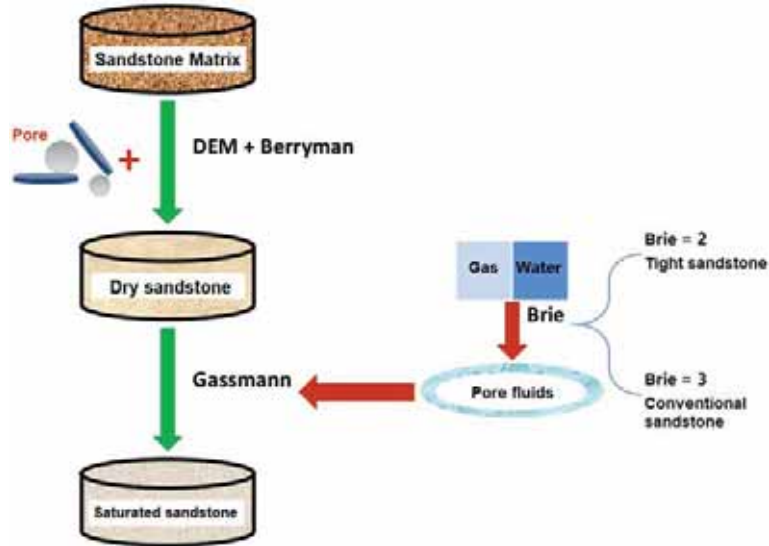 Sandstone Matrix
Pore
+
DEM + Berryman
Dry sandstone
Gas
Water
Brie
Brie = 2
Tight sandstone
Brie = 3
Conventional
sandstone
Gassmann
Pore fluids
Saturated sandstone